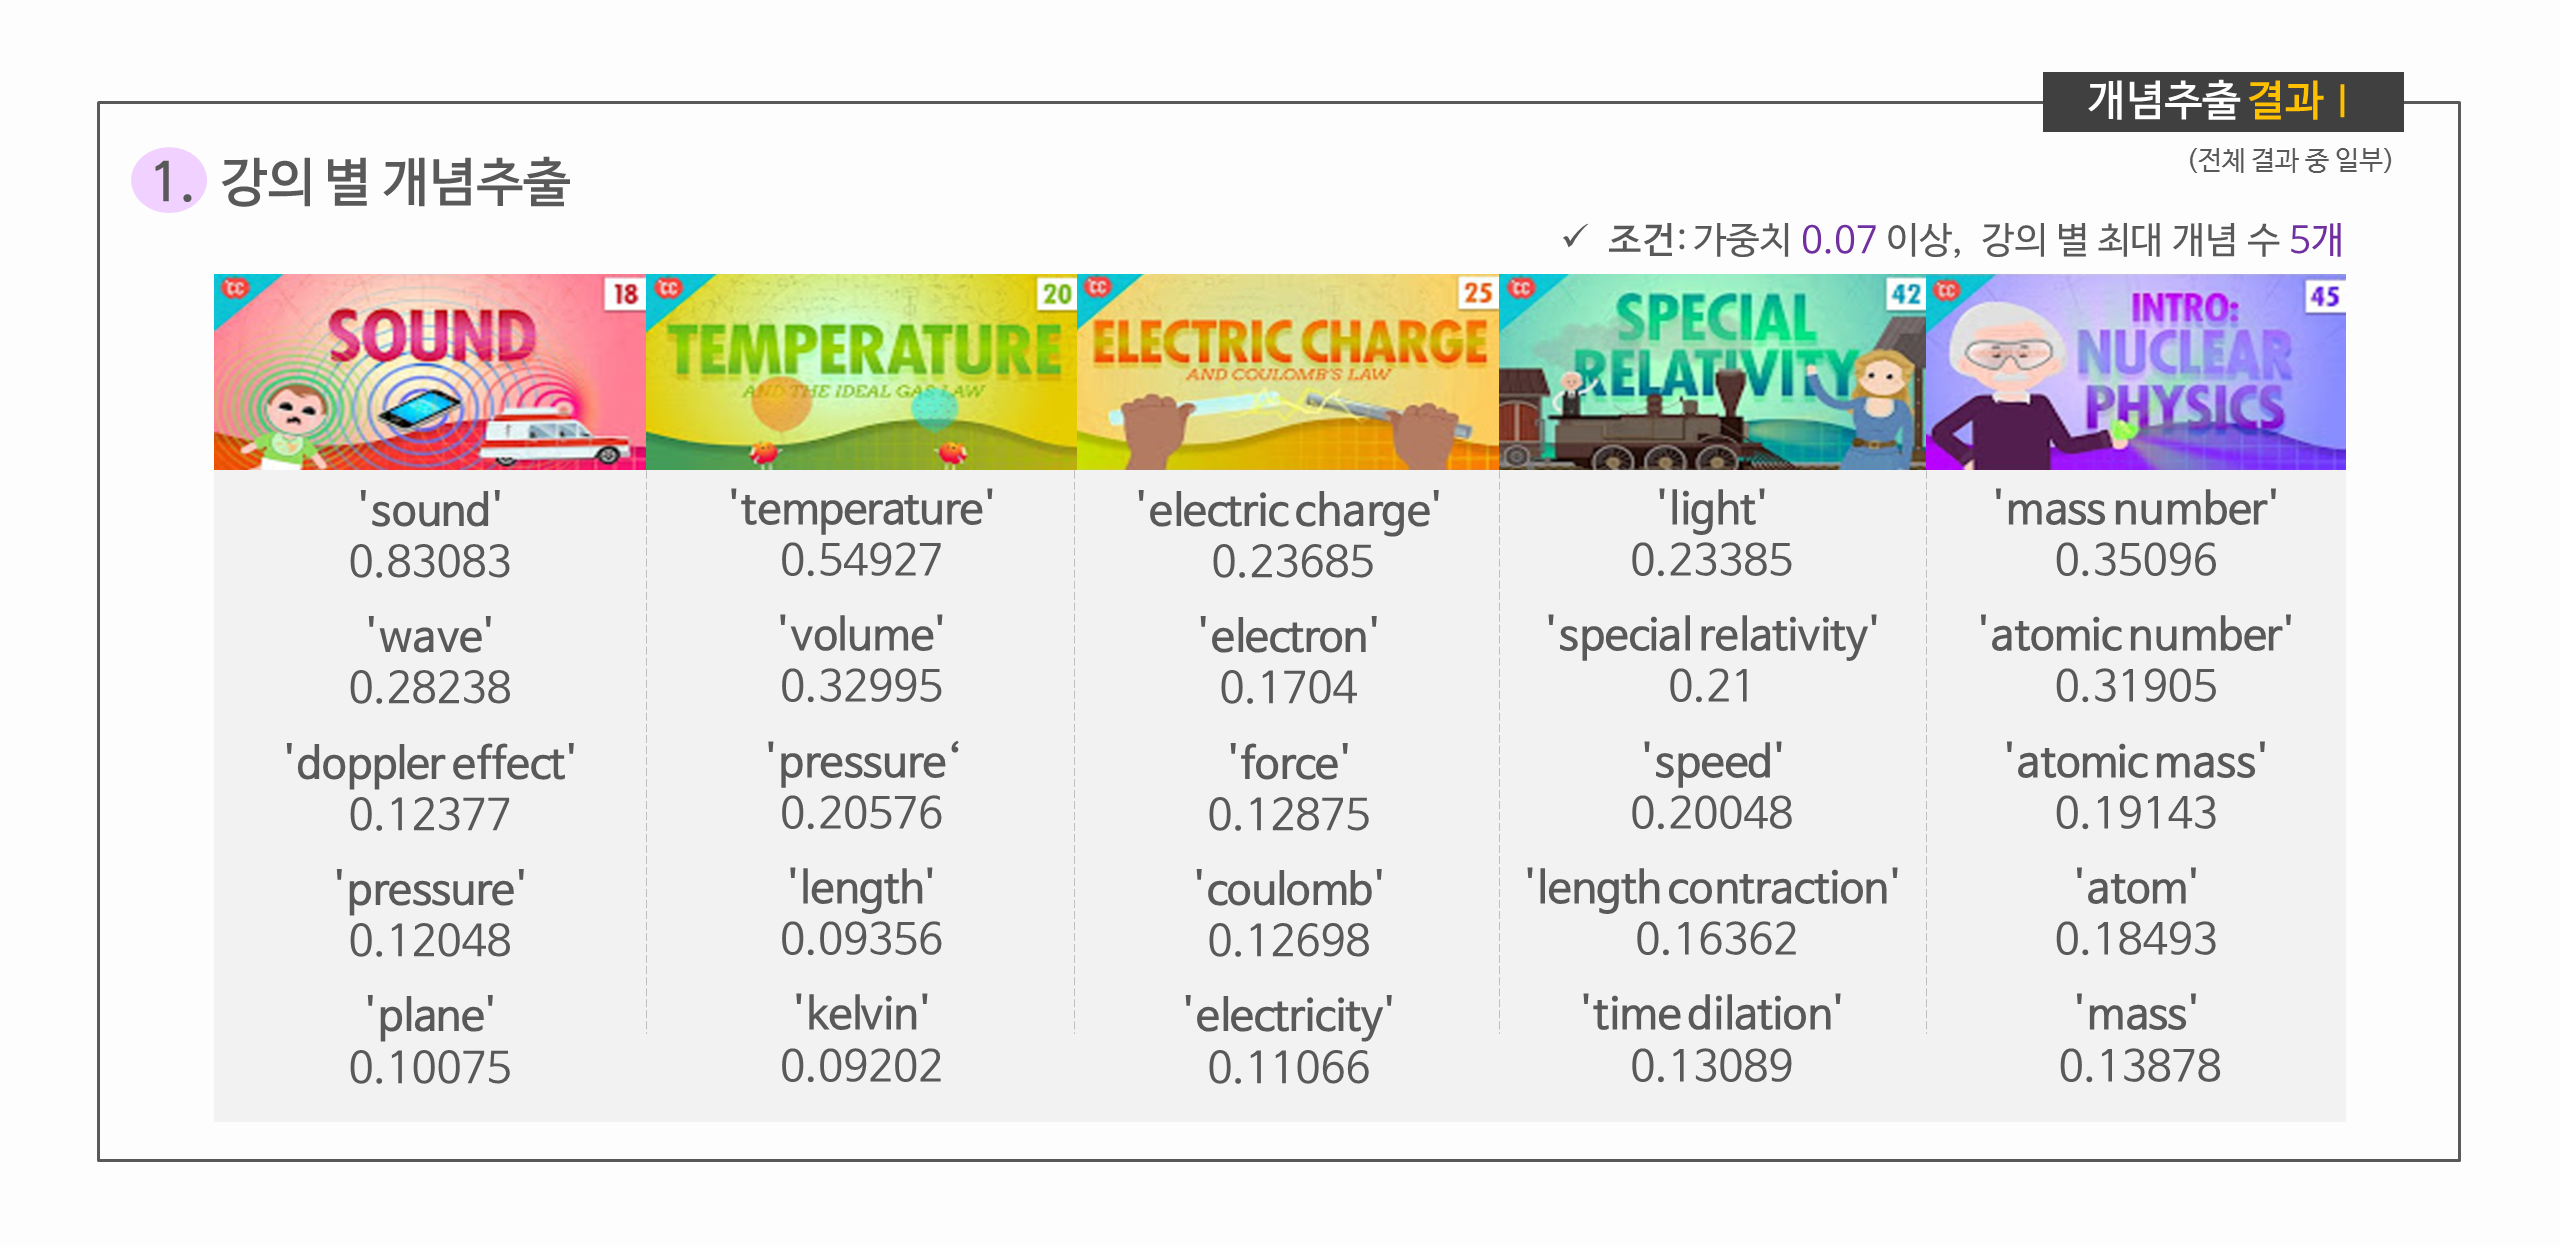 개념추출 결과 I
(전체 결과 중 일부)
1. 강의 별 개념추출
✓ 조건: 가중치 0.07 이상, 강의 별 최대 개념 수 5개
CC
18
SOUND
CC
20
TEMPERATURE
AND THE IDEAL GAS LAW
CC
25
ELECTRIC CHARGE
AND COULOMB'S LAW
CC
42
SPECIAL
RELATIVITY
CC
45
INTRO:
NUCLEAR
PHYSICS
'sound'
0.83083
'wave'
0.28238
'doppler effect'
0.12377
'pressure'
0.12048
'plane'
0.10075
'temperature'
0.54927
'volume'
0.32995
'pressure‘
0.20576
'length'
0.09356
'kelvin'
0.09202
'electric charge'
0.23685
'electron'
0.1704
'force'
0.12875
'coulomb'
0.12698
'electricity'
0.11066
'light'
0.23385
'special relativity'
0.21
'speed'
0.20048
'length contraction'
0.16362
'time dilation'
0.13089
'mass number'
0.35096
'atomic number'
0.31905
'atomic mass'
0.19143
'atom'
0.18493
'mass'
0.13878